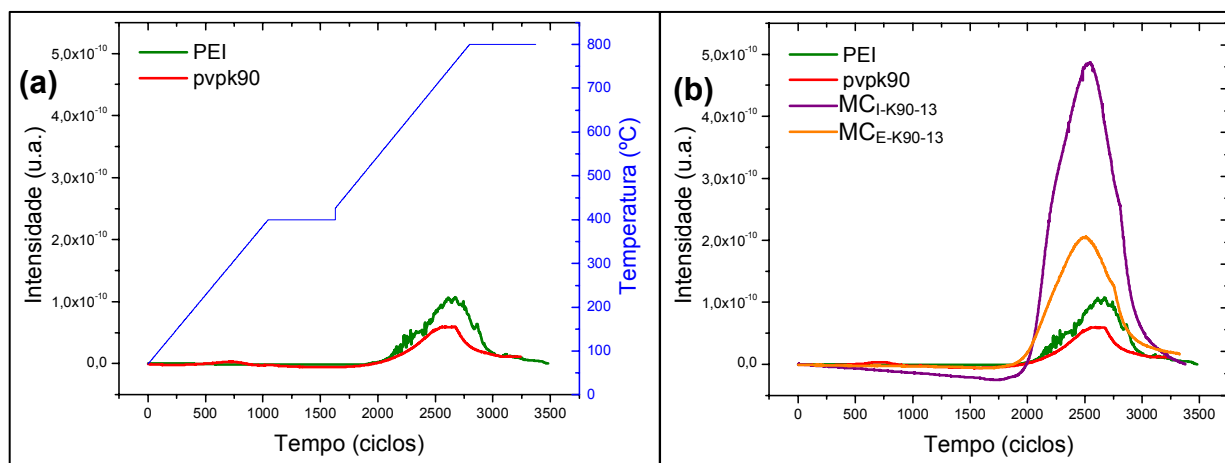 (a)
PEI
pvpk90
Intensidade (u.a.)
5,0x10⁻¹⁰
4,0x10⁻¹⁰
3,0x10⁻¹⁰
2,0x10⁻¹⁰
1,0x10⁻¹⁰
0,0
0 500 1000 1500 2000 2500 3000 3500
Tempo (ciclos)
800
700
600
500
400
300
200
100
0
Temperatura (ºC)
(b)
PEI
pvpk90
MC_I-K90-13
MC_E-K90-13
Intensidade (u.a.)
5,0x10⁻¹⁰
4,0x10⁻¹⁰
3,0x10⁻¹⁰
2,0x10⁻¹⁰
1,0x10⁻¹⁰
0,0
0 500 1000 1500 2000 2500 3000 3500
Tempo (ciclos)